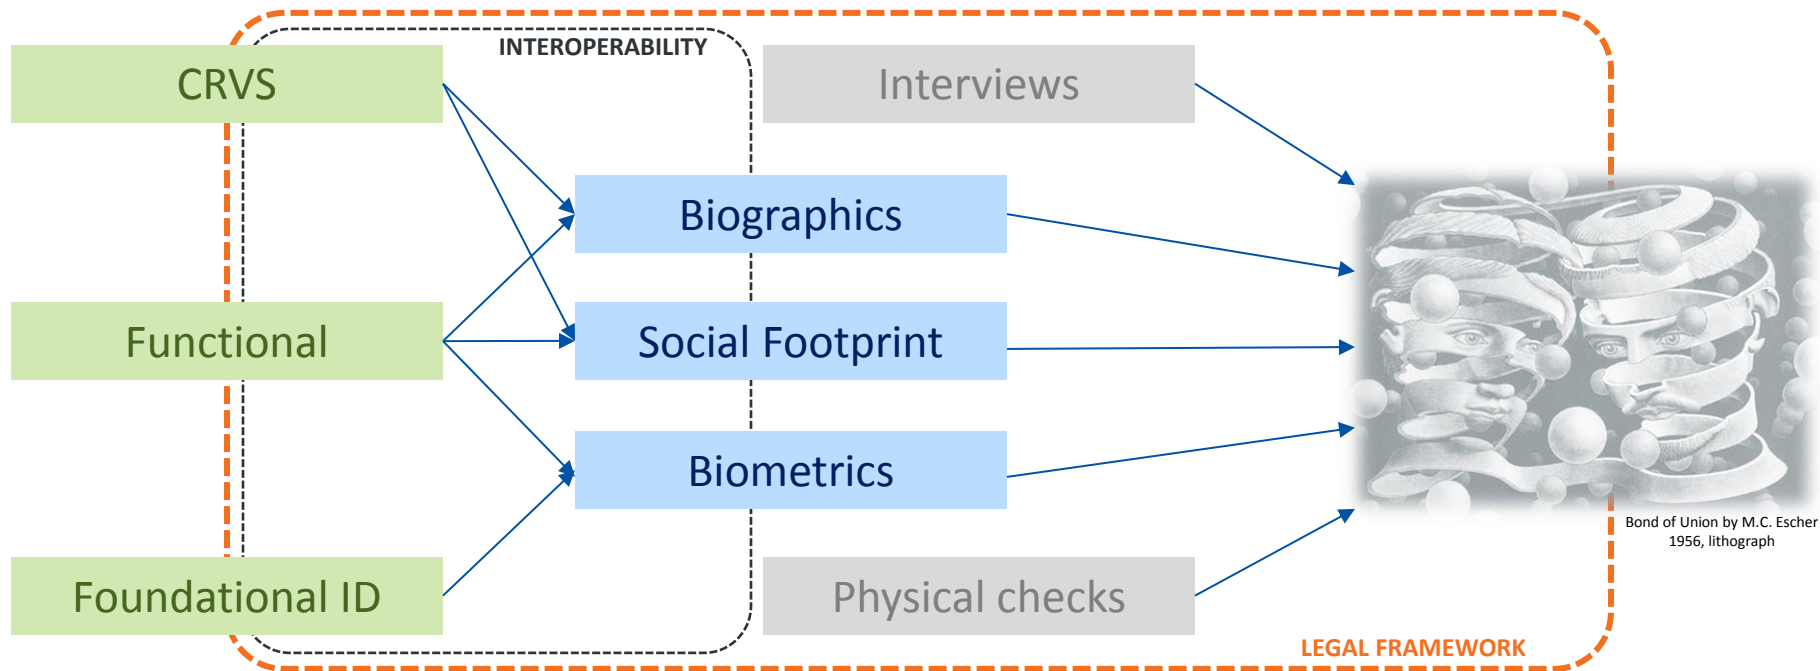 INTEROPERABILITY
CRVS
Interviews
Biographics
Functional
Social Footprint
Biometrics
Bond of Union by M.C. Escher
1956, lithograph
Foundational ID
Physical checks
LEGAL FRAMEWORK